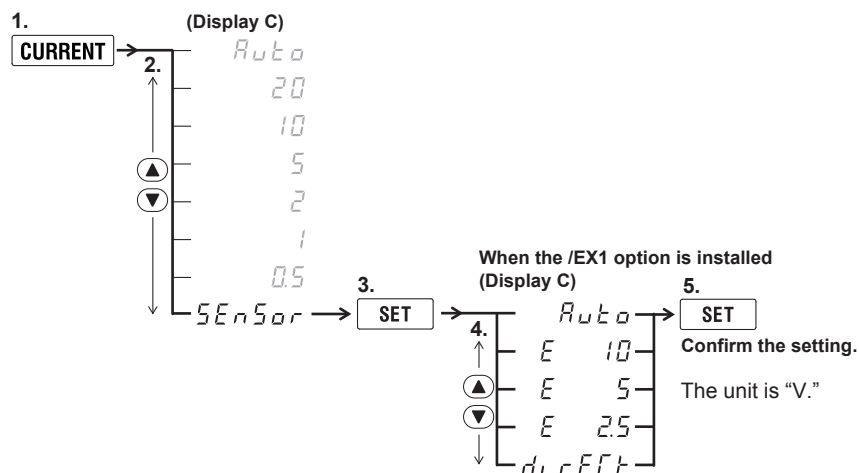 1.
(Display C)
CURRENT
2.
Auto
20
10
5
2
1
0.5
SEnSor
3.
SET
When the /EX1 option is installed
(Display C)
4.
Auto
E 10
E 5
E 2.5
dirECt
5.
SET
Confirm the setting.
The unit is “V.”